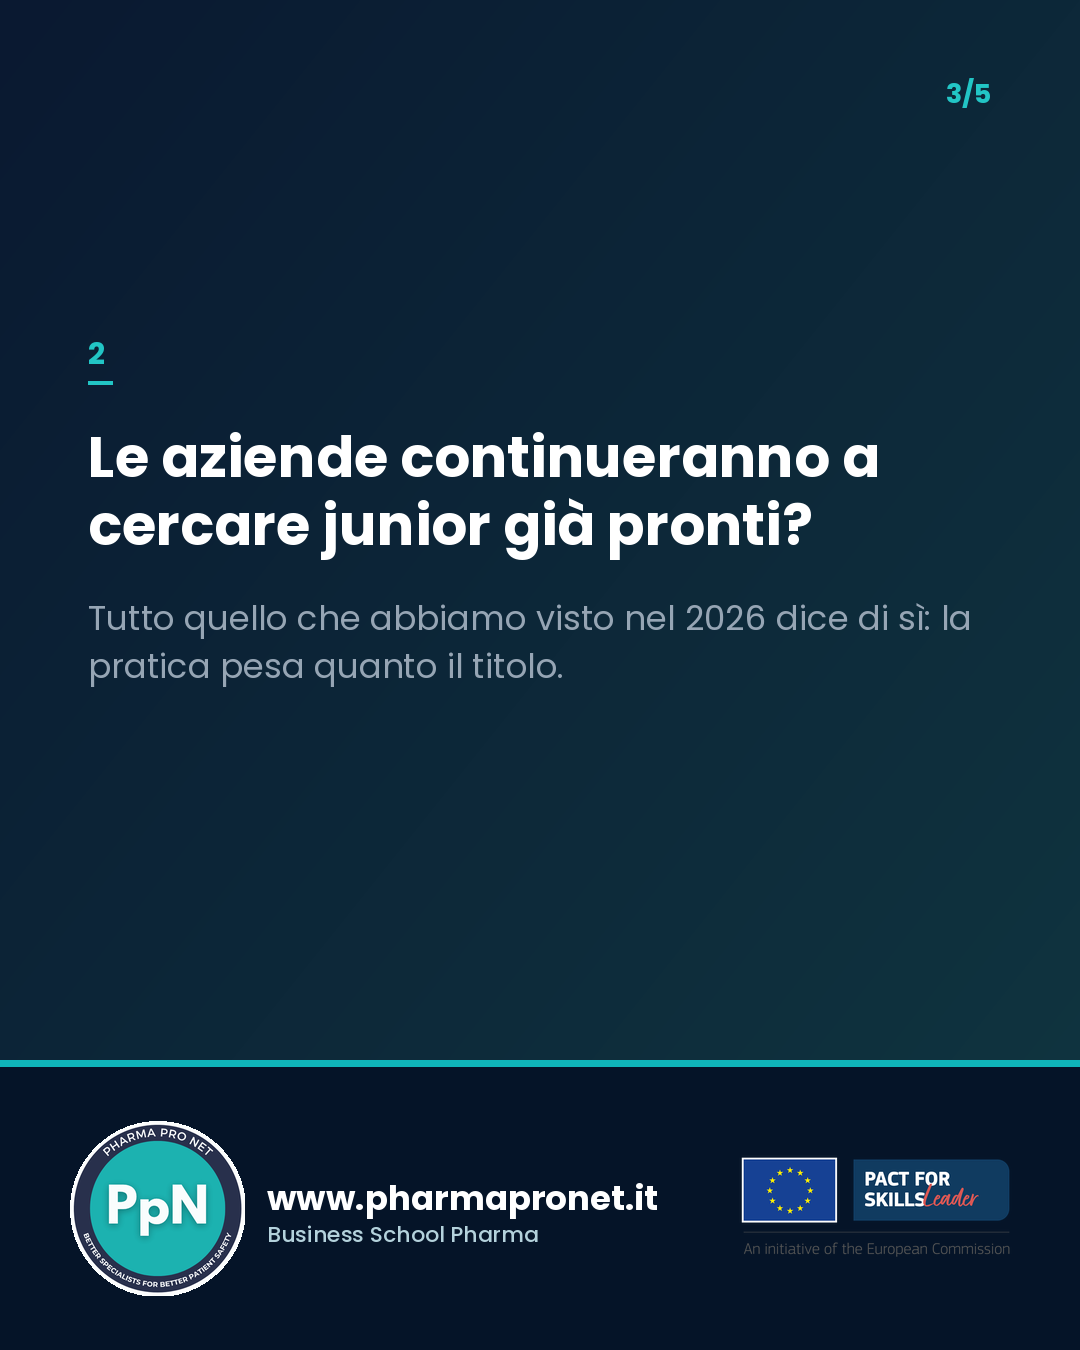 3/5
2
Le aziende continueranno a
cercare junior già pronti?
Tutto quello che abbiamo visto nel 2026 dice di sì: la
pratica pesa quanto il titolo.
PHARMA PRO NET
PpN
BETTER SPECIALISTS FOR BETTER PATIENT SAFETY
www.pharmapronet.it
Business School Pharma
PACT FOR
SKILLS Leader
An initiative of the European Commission